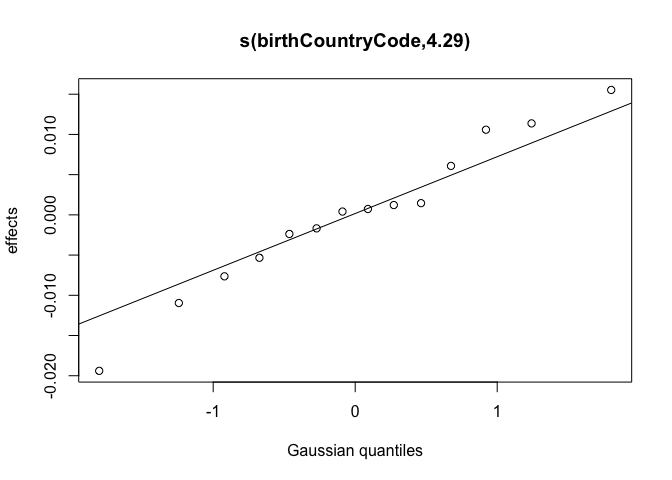 s(birthCountryCode,4.29)
effects
0.010
0.000
-0.010
-0.020
-1
0
1
Gaussian quantiles